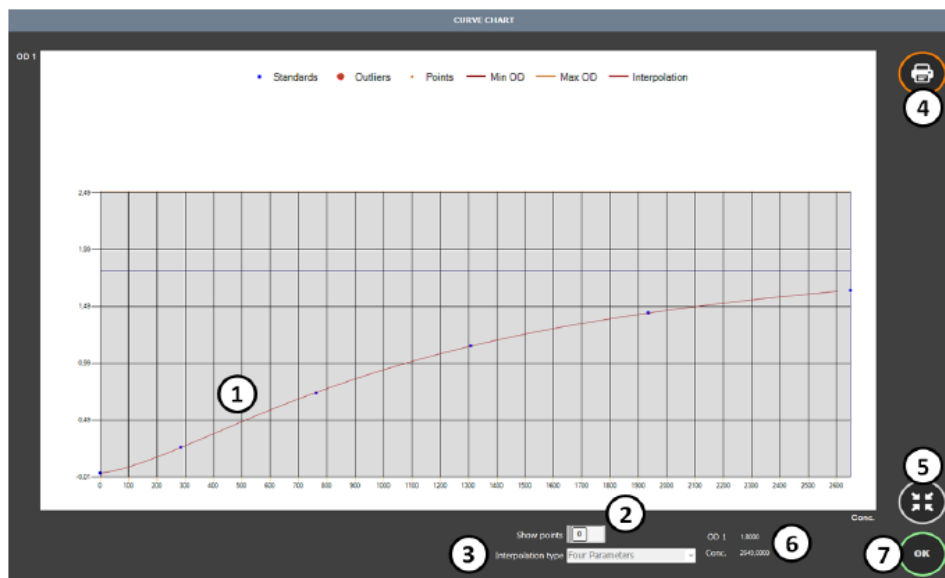 CURVE CHART
OD 1
Standards Outliers Points Min OD Max OD Interpolation
4
2,49
1,99
1,49
0,99
1
0,49
-0,01
0 100 200 300 400 500 600 700 800 900 1000 1100 1200 1300 1400 1500 1600 1700 1800 1900 2000 2100 2200 2300 2400 2500 2600
5
2
Conc.
Show points 0 OD 1 1.8000
3 Interpolation type Four Parameters Conc. 2649,0000 6
7 OK